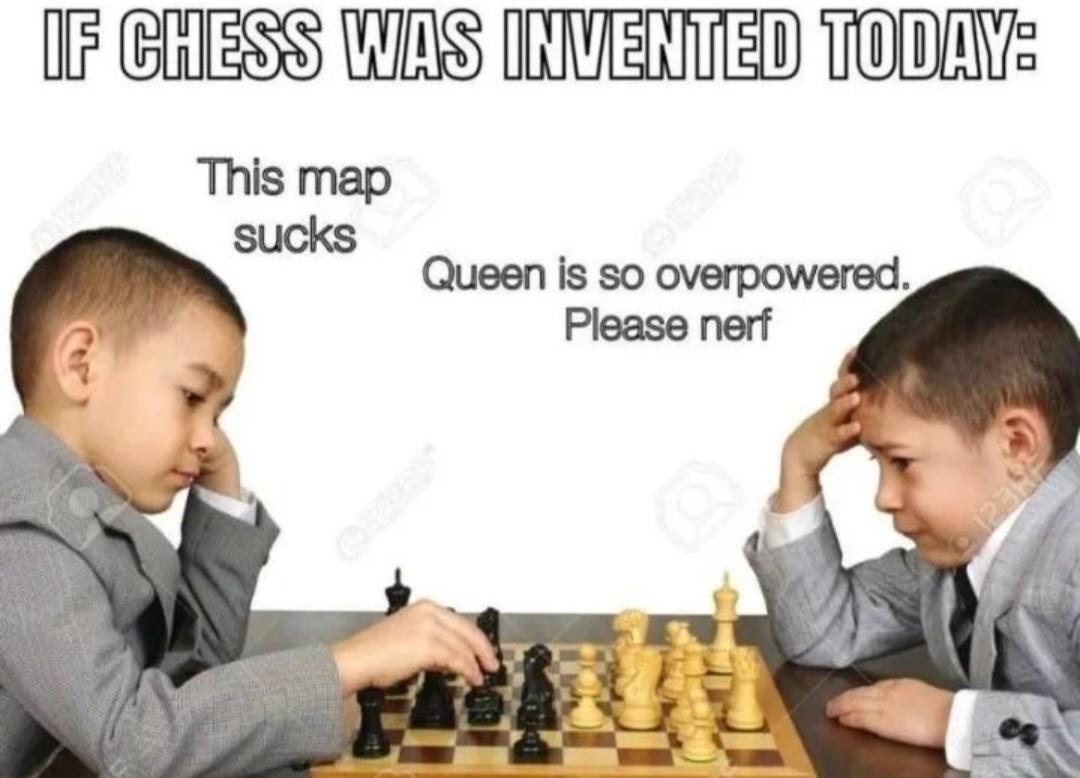 IF CHESS WAS INVENTED TODAY:
This map
sucks
Queen is so overpowered.
Please nerf